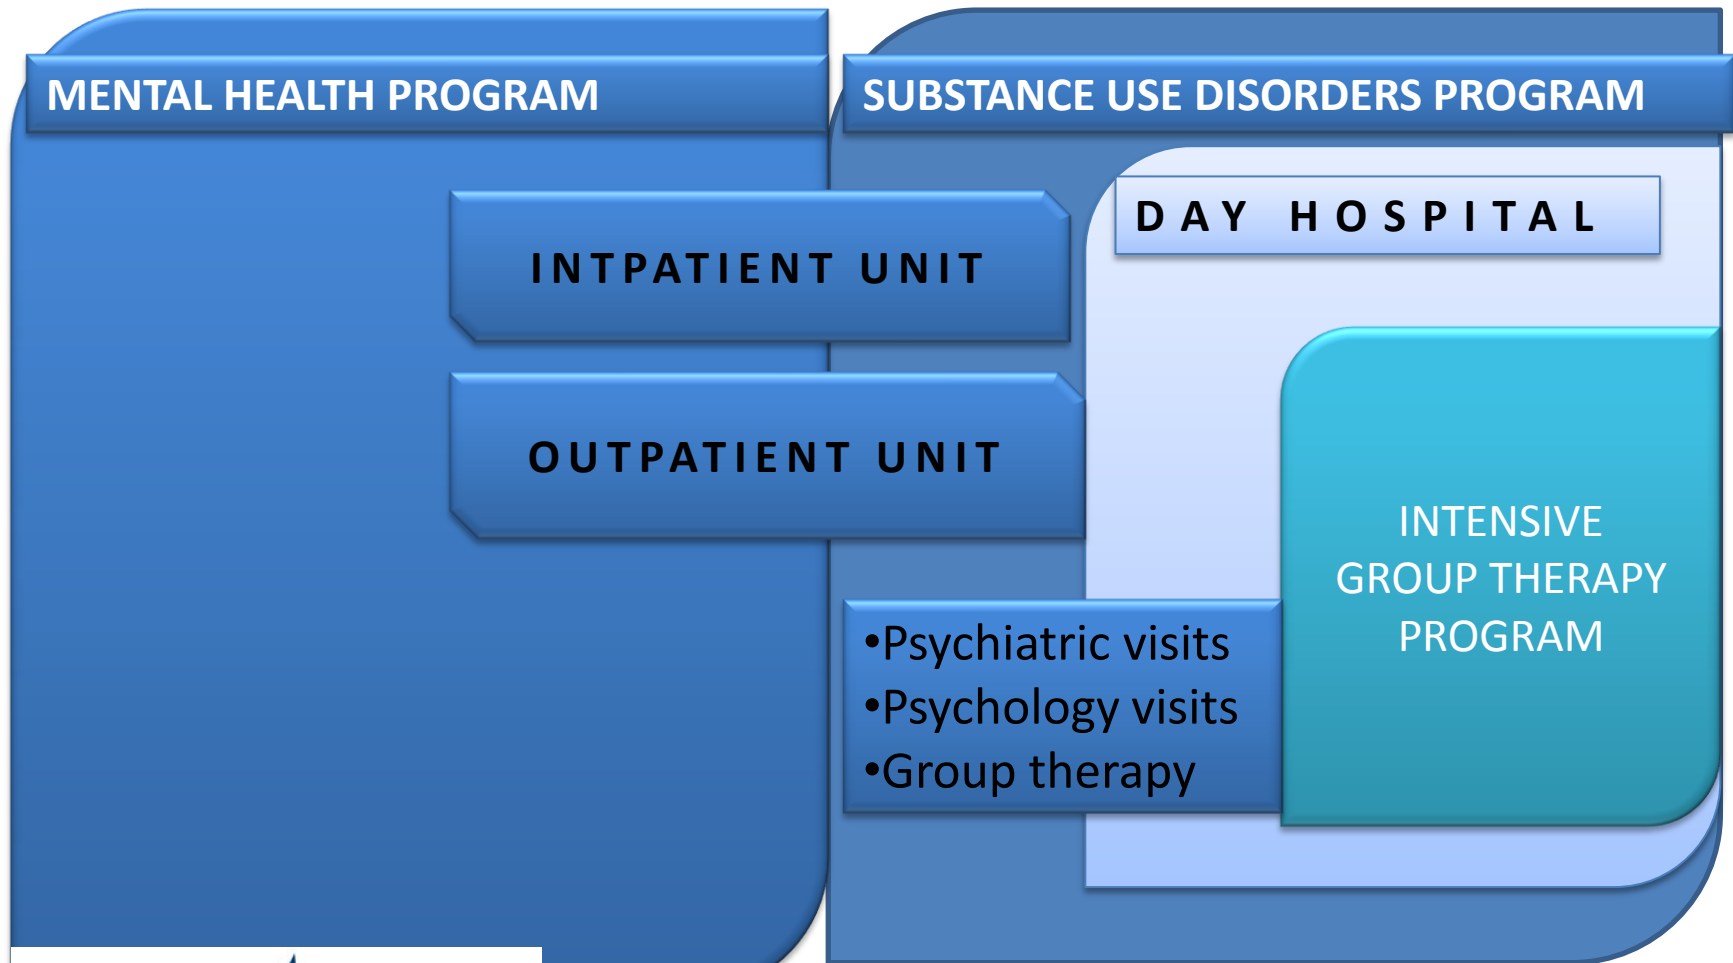 MENTAL HEALTH PROGRAM
SUBSTANCE USE DISORDERS PROGRAM
DAY HOSPITAL
INTPATIENT UNIT
OUTPATIENT UNIT
INTENSIVE
GROUP THERAPY
PROGRAM
•Psychiatric visits
•Psychology visits
•Group therapy